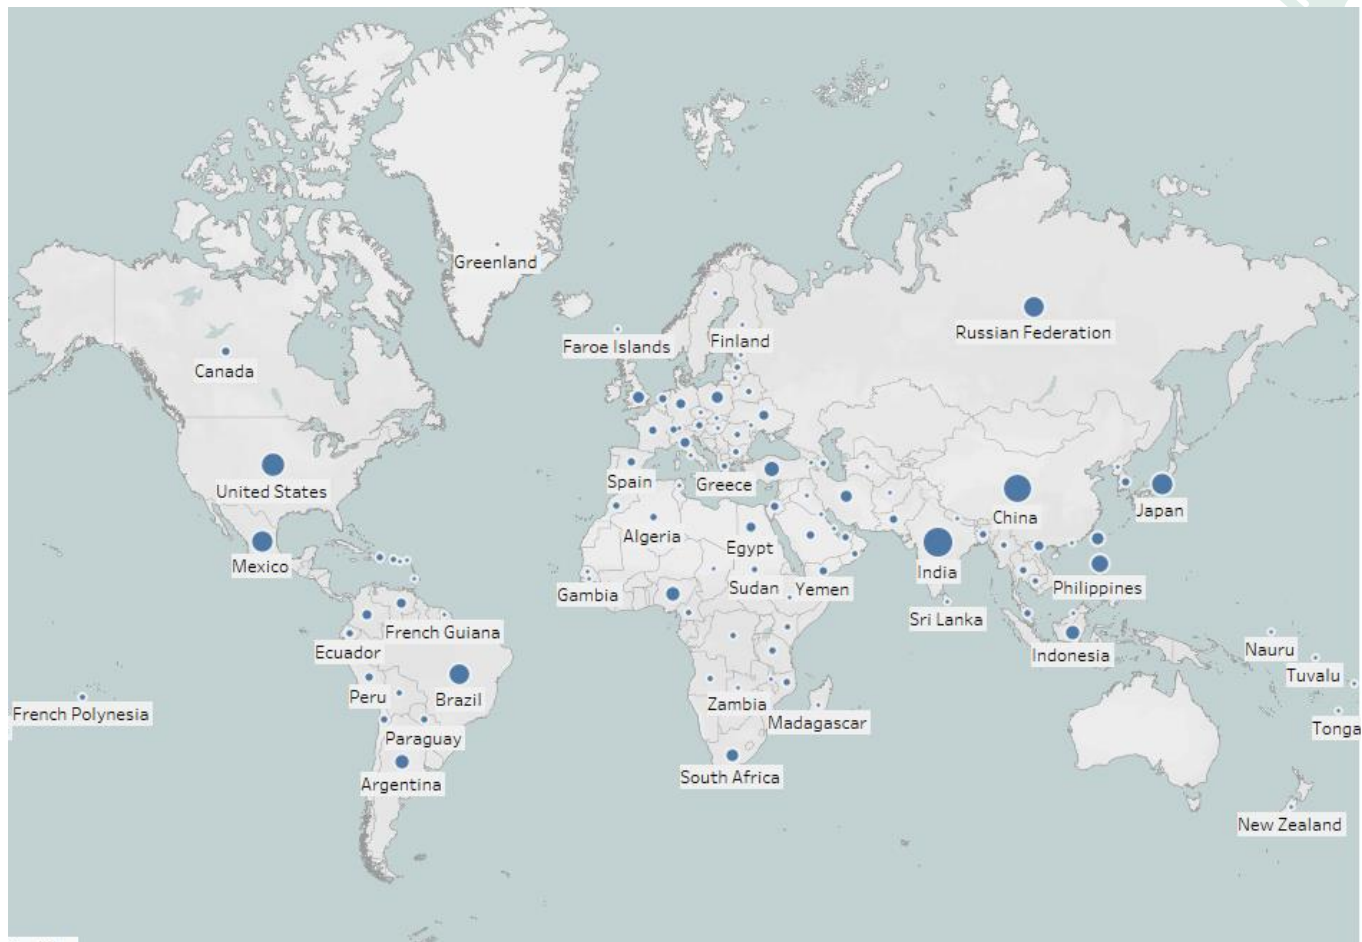 Greenland
Russian Federation
Faroe Islands
Finland
Canada
Spain
Greece
United States
Japan
China
Algeria
Egypt
Mexico
India
Philippines
Sudan
Yemen
Gambia
Sri Lanka
French Guiana
Ecuador
Nauru
Indonesia
Tuvalu
Peru
Brazil
Zambia
French Polynesia
Madagascar
Tonga
Paraguay
South Africa
Argentina
New Zealand